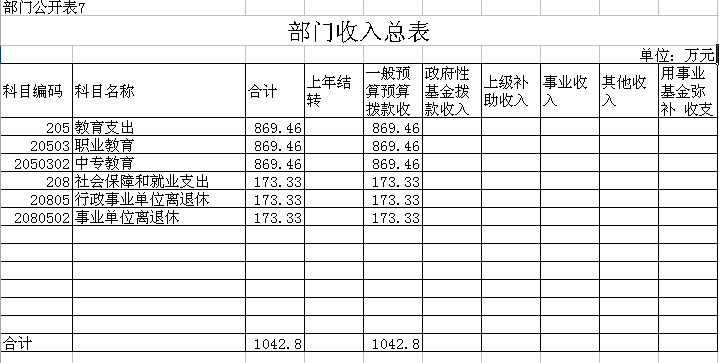 部门公开表7
部门收入总表
单位：万元
科目编码 科目名称 合计 上年结转 一般预算预算拨款收 政府性基金拨款收入 上级补助收入 事业收入 其他收入 用事业基金弥补 收支
205 教育支出 869.46 869.46
20503 职业教育 869.46 869.46
2050302 中专教育 869.46 869.46
208 社会保障和就业支出 173.33 173.33
20805 行政事业单位离退休 173.33 173.33
2080502 事业单位离退休 173.33 173.33
合计 1042.8 1042.8